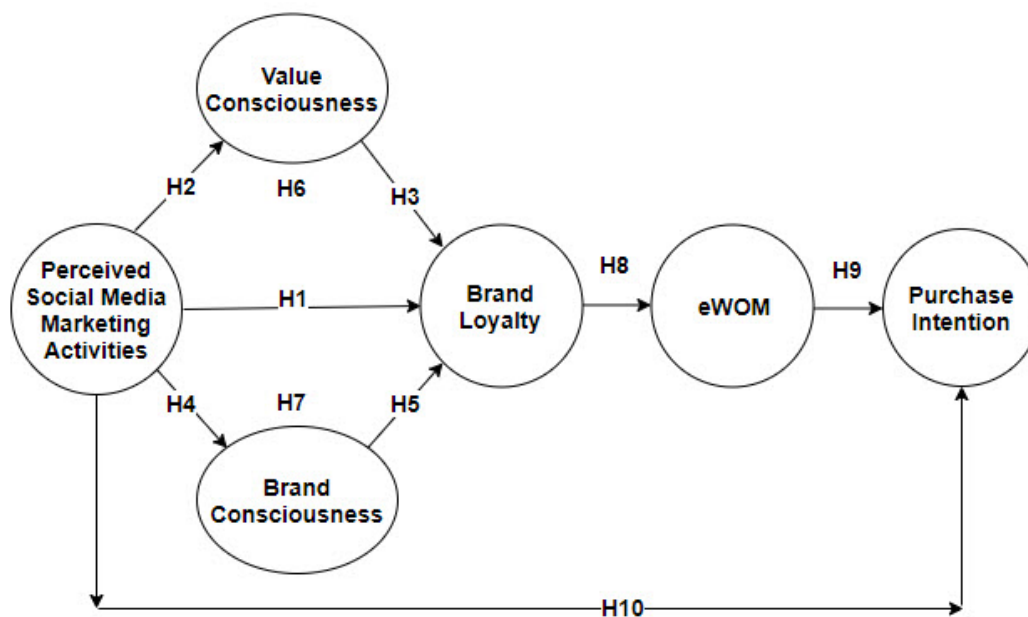 Value
Consciousness
H2
H6
H3
Perceived
Social Media
Marketing
Activities
H1
Brand
Loyalty
H8
eWOM
H9
Purchase
Intention
H4
H7
H5
Brand
Consciousness
H10